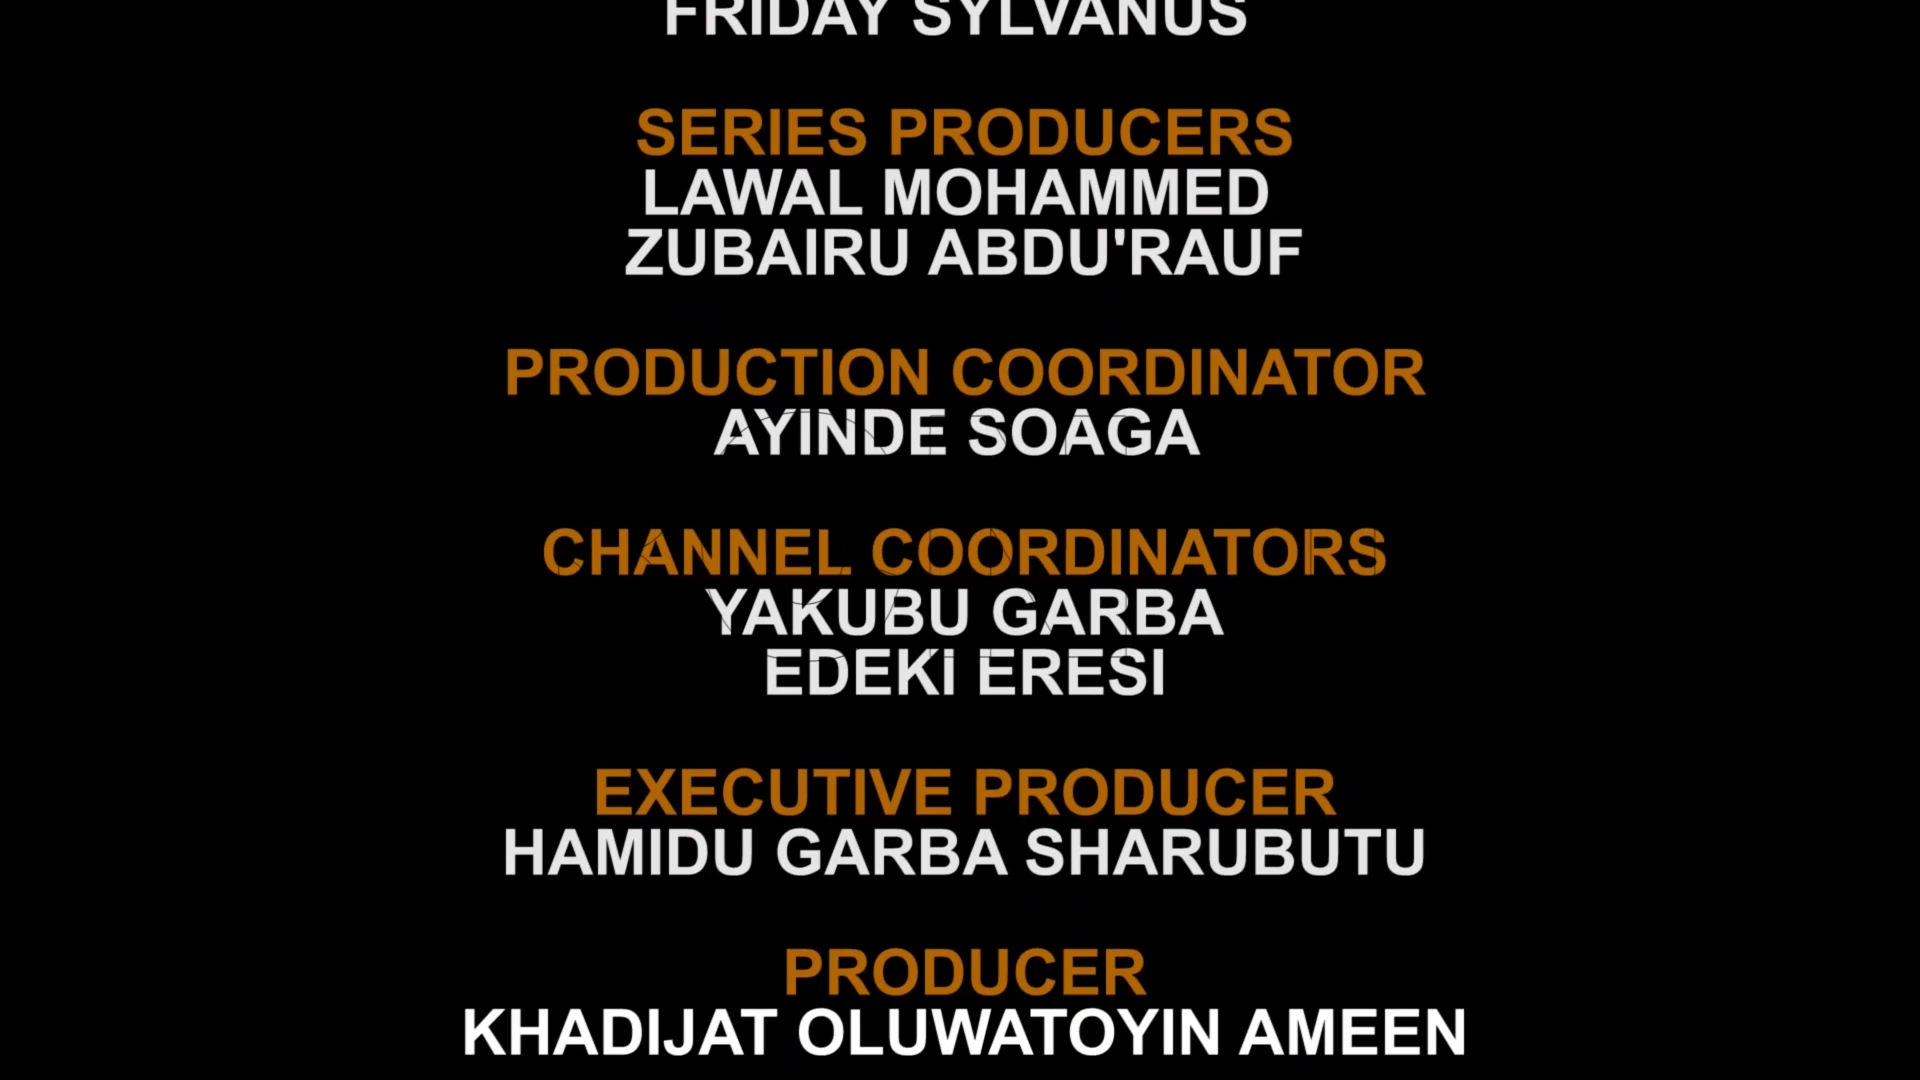 FRIDAY SYLVANUS
SERIES PRODUCERS
LAWAL MOHAMMED
ZUBAIRU ABDU'RAUF
PRODUCTION COORDINATOR
AYINDE SOAGA
CHANNEL COORDINATORS
YAKUBU GARBA
EDEKI ERESI
EXECUTIVE PRODUCER
HAMIDU GARBA SHARUBUTU
PRODUCER
KHADIJAT OLUWATOYIN AMEEN